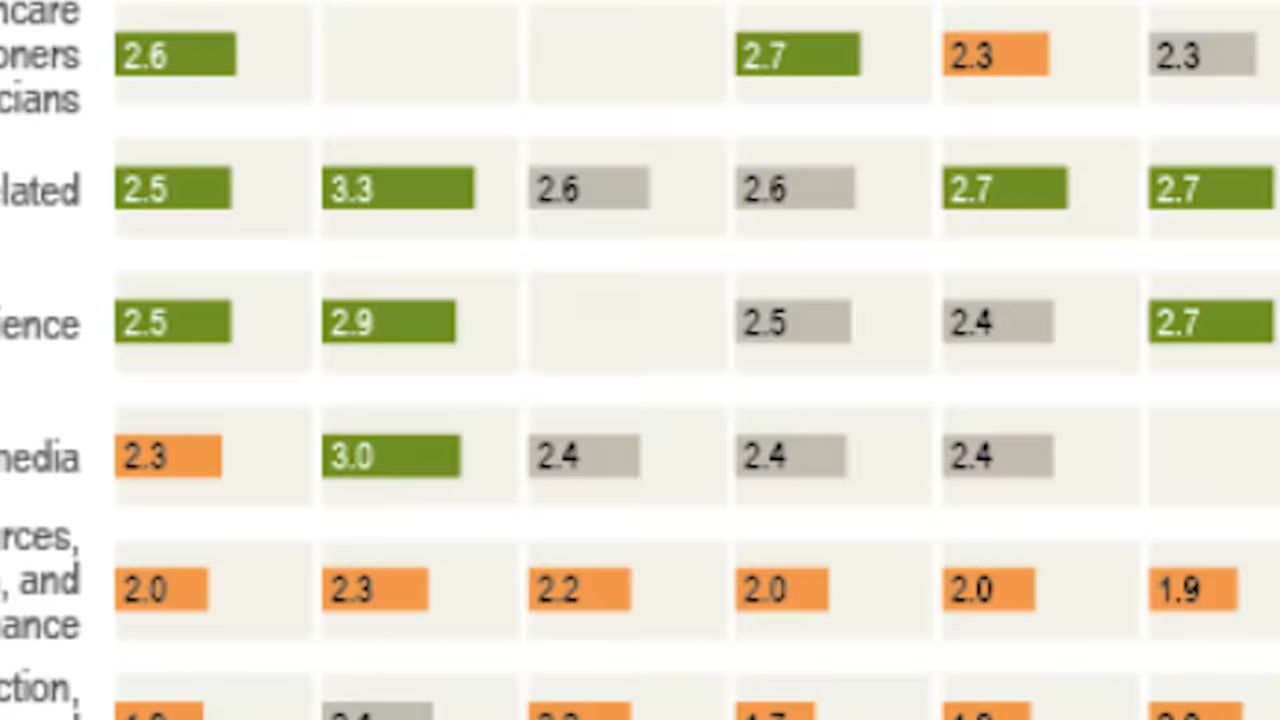 ncare
oners
cians
2.6 2.7 2.3 2.3
elated
2.5 3.3 2.6 2.6 2.7 2.7
ience
2.5 2.9 2.5 2.4 2.7
media
2.3 3.0 2.4 2.4 2.4
rces,
, and
nance
2.0 2.3 2.2 2.0 2.0 1.9
ction,